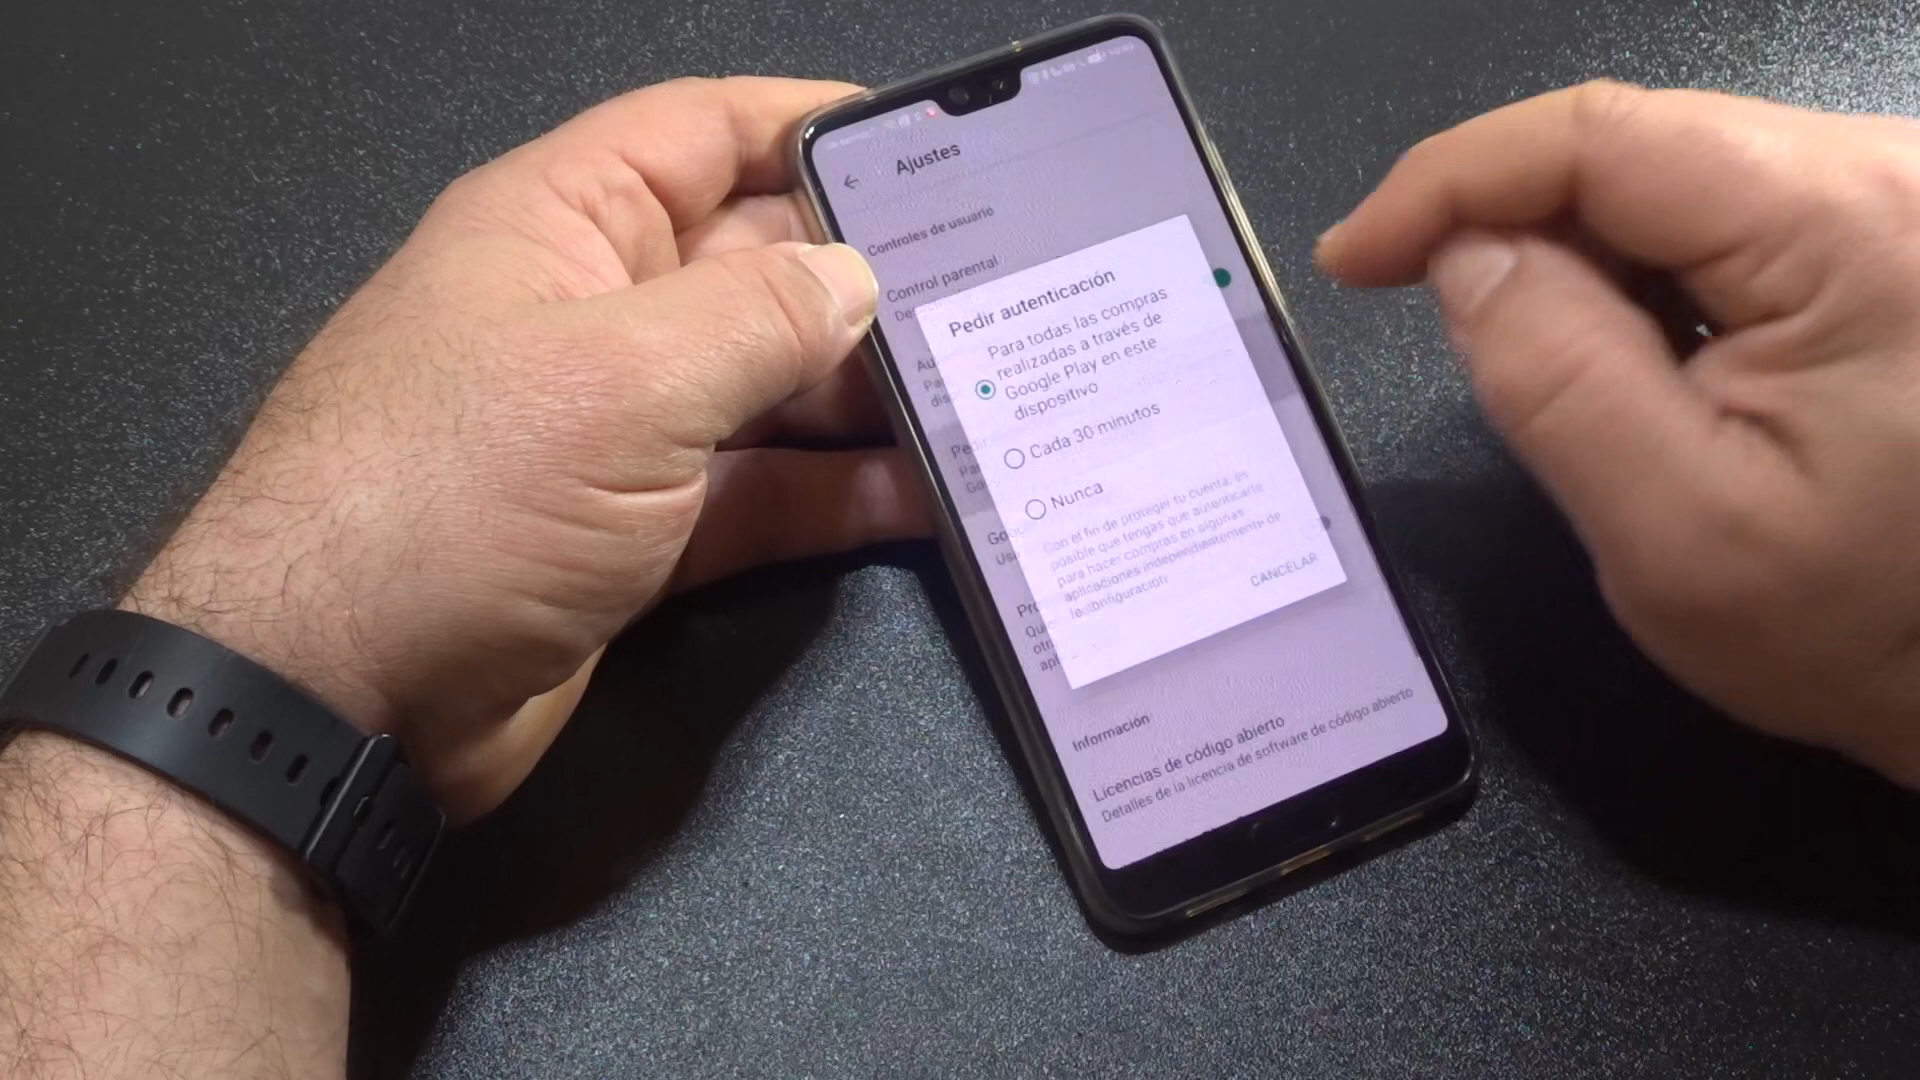 Ajustes
Controles de usuario
Control parental
Pedir autenticación
Para todas las compras
realizadas a través de
Google Play en este
dispositivo
Cada 30 minutos
Nunca
Con el fin de proteger tu cuenta, es
posible que tengas que autenticarte
para hacer compras en algunas
aplicaciones independientemente de
la configuración
CANCELAR
Información
Licencias de código abierto
Detalles de la licencia de software de código abierto